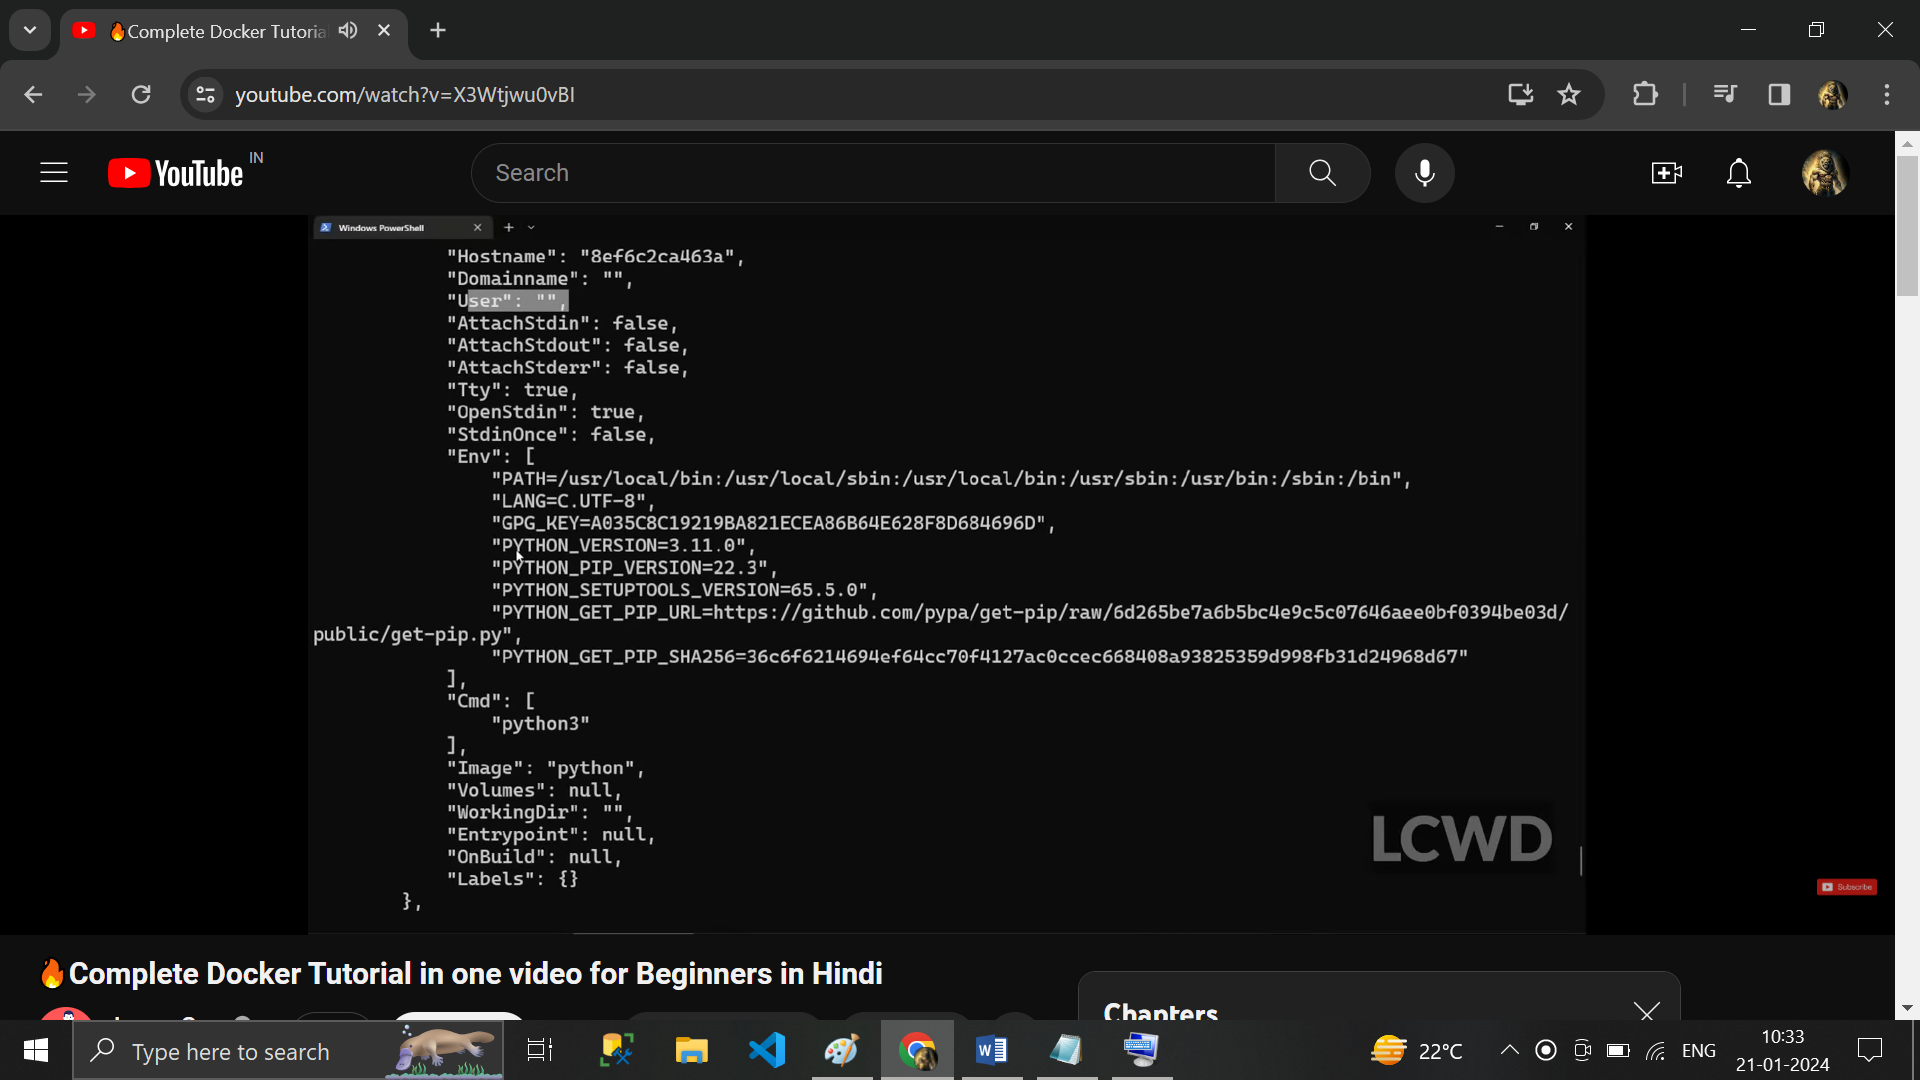 🔥Complete Docker Tutoria
youtube.com/watch?v=X3Wtjwu0vBI
YouTube IN
Search
Windows PowerShell
"Hostname": "8ef6c2ca463a",
"Domainname": "",
"User": "",
"AttachStdin": false,
"AttachStdout": false,
"AttachStderr": false,
"Tty": true,
"OpenStdin": true,
"StdinOnce": false,
"Env": [
"PATH=/usr/local/bin:/usr/local/sbin:/usr/local/bin:/usr/sbin:/usr/bin:/sbin:/bin",
"LANG=C.UTF-8",
"GPG_KEY=A035C8C19219BA821ECEA86B64E628F8D684696D",
"PYTHON_VERSION=3.11.0",
"PYTHON_PIP_VERSION=22.3",
"PYTHON_SETUPTOOLS_VERSION=65.5.0",
"PYTHON_GET_PIP_URL=https://github.com/pypa/get-pip/raw/6d265be7a6b5bc4e9c5c07646aee0bf0394be03d/
public/get-pip.py",
"PYTHON_GET_PIP_SHA256=36c6f6214694ef64cc70f4127ac0ccec668408a93825359d998fb31d24968d67"
],
"Cmd": [
"python3"
],
"Image": "python",
"Volumes": null,
"WorkingDir": "",
"Entrypoint": null,
"OnBuild": null,
"Labels": {}
},
LCWD
Subscribe
🔥Complete Docker Tutorial in one video for Beginners in Hindi
Chapters
Type here to search
22°C
ENG
10:33
21-01-2024